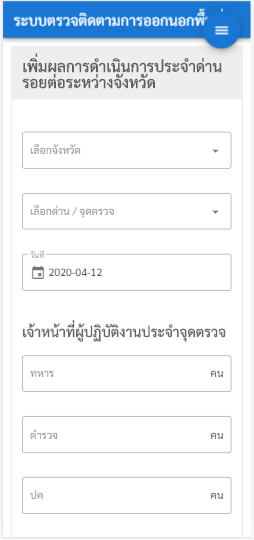 ระบบตรวจติดตามการออกนอกพื้
เพิ่มผลการดำเนินการประจำด่าน
รอยต่อระหว่างจังหวัด
เลือกจังหวัด
เลือกด่าน / จุดตรวจ
วันที่
2020-04-12
เจ้าหน้าที่ผู้ปฏิบัติงานประจำจุดตรวจ
ทหาร คน
ตำรวจ คน
ปค คน